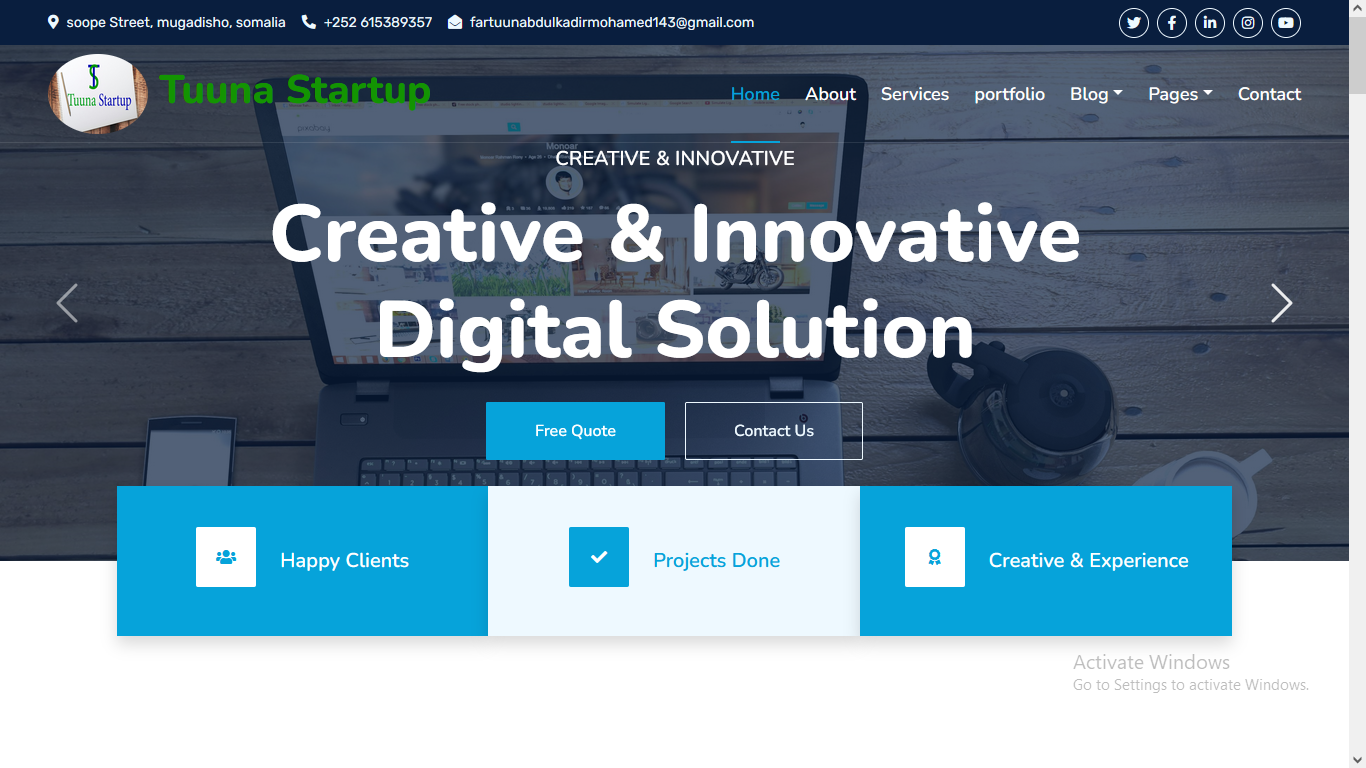 soope Street, mugadisho, somalia +252 615389357 fartuunabdulkadirmohamed143@gmail.com
TS
Tuuna Startup
Tuuna Startup
Home About Services portfolio Blog Pages Contact
Monoar
CREATIVE & INNOVATIVE
Creative & Innovative
Digital Solution
Free Quote Contact Us
Happy Clients Projects Done Creative & Experience
Activate Windows
Go to Settings to activate Windows.